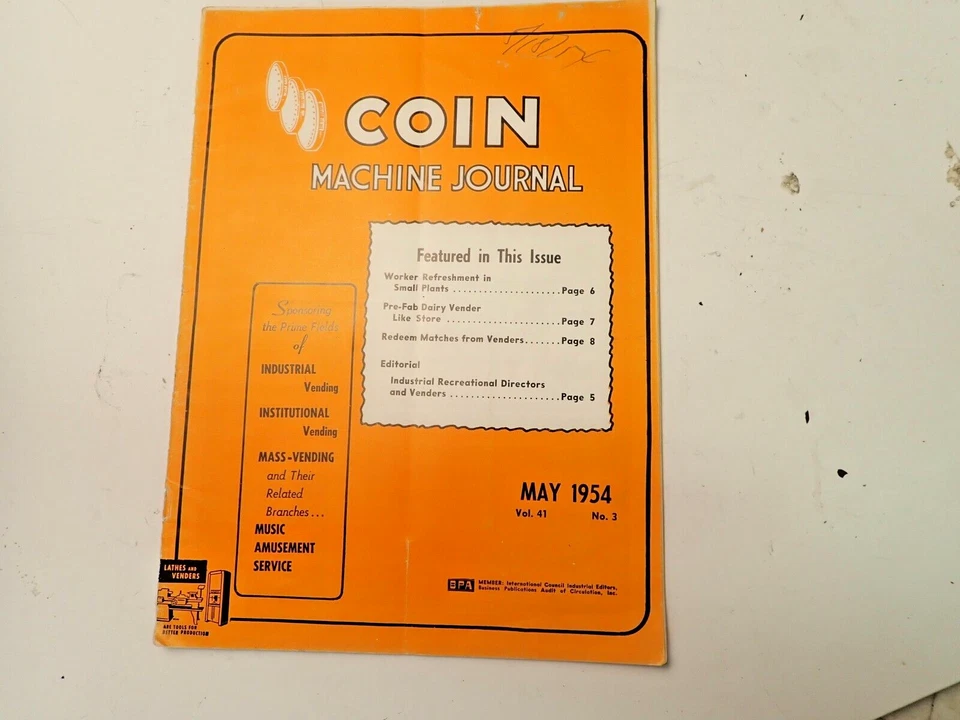 COIN
MACHINE JOURNAL
Featured in This Issue
Worker Refreshment in
Small Plants ..................... Page 6
Pre-Fab Dairy Vender
Like Store ...................... Page 7
Redeem Matches from Venders ....... Page 8
Editorial
Industrial Recreational Directors
and Venders ..................... Page 5
Sponsoring
the Prime Fields
of
INDUSTRIAL
Vending
INSTITUTIONAL
Vending
MASS-VENDING
and Their
Related
Branches...
MUSIC
AMUSEMENT
SERVICE
MAY 1954
Vol. 41 No. 3
LATHES AND
VENDERS
ARE TOOLS FOR
BETTER PRODUCTION
BPA
MEMBER: International Council Industrial Editors,
Business Publications Audit of Circulation, Inc.